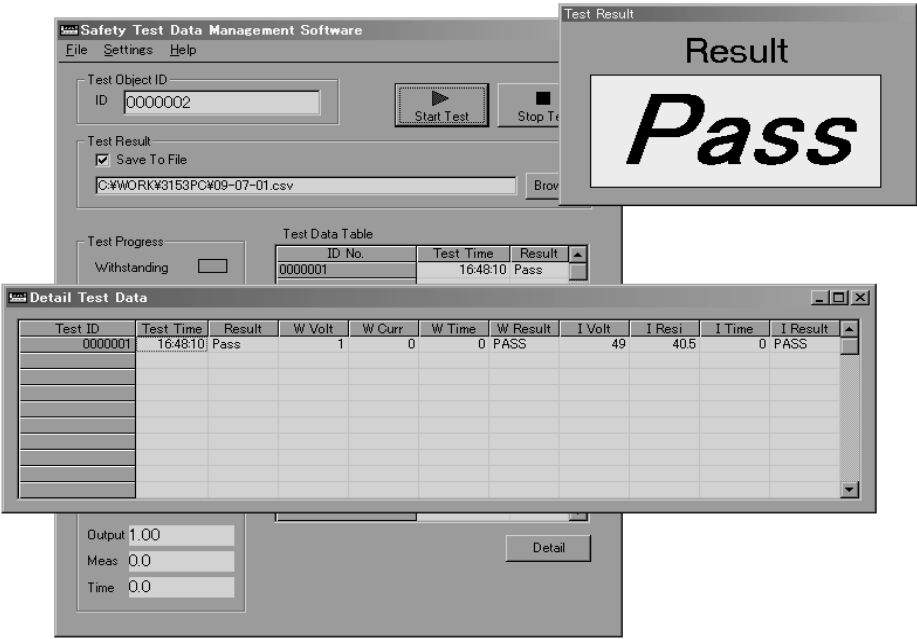 Test Result
Result
Pass
Safety Test Data Management Software
File Settings Help
Test Object ID
ID 0000002
Start Test
Stop Te
Test Result
Save To File
C:¥WORK¥3153PC¥09-07-01.csv
Brow
Test Progress
Withstanding
Test Data Table
ID No. Test Time Result
0000001 16:48:10 Pass
Detail Test Data
Test ID Test Time Result W Volt W Curr W Time W Result I Volt I Resi I Time I Result
0000001 16:48:10 Pass 1 0 0 PASS 49 40.5 0 PASS
Output 1.00
Meas 0.0
Time 0.0
Detail